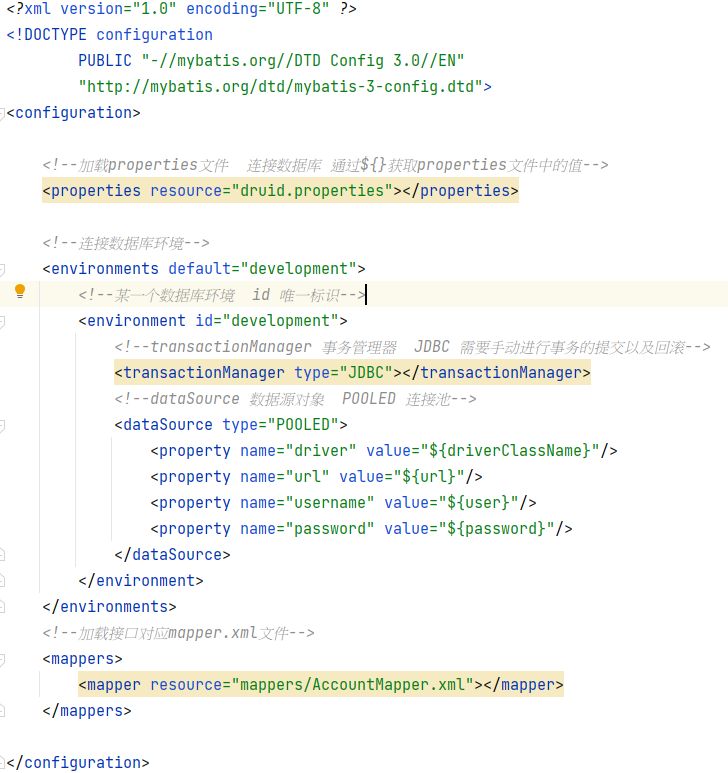 <?xml version="1.0" encoding="UTF-8" ?>
<!DOCTYPE configuration
        PUBLIC "-//mybatis.org//DTD Config 3.0//EN"
        "http://mybatis.org/dtd/mybatis-3-config.dtd">
<configuration>
    <!--加载properties文件  连接数据库 通过${}获取properties文件中的值-->
    <properties resource="druid.properties"></properties>
    <!--连接数据库环境-->
    <environments default="development">
        <!--某一个数据库环境  id 唯一标识-->
        <environment id="development">
            <!--transactionManager 事务管理器  JDBC 需要手动进行事务的提交以及回滚-->
            <transactionManager type="JDBC"></transactionManager>
            <!--dataSource 数据源对象  POOLED 连接池-->
            <dataSource type="POOLED">
                <property name="driver" value="${driverClassName}"/>
                <property name="url" value="${url}"/>
                <property name="username" value="${user}"/>
                <property name="password" value="${password}"/>
            </dataSource>
        </environment>
    </environments>
    <!--加载接口对应mapper.xml文件-->
    <mappers>
        <mapper resource="mappers/AccountMapper.xml"></mapper>
    </mappers>
</configuration>